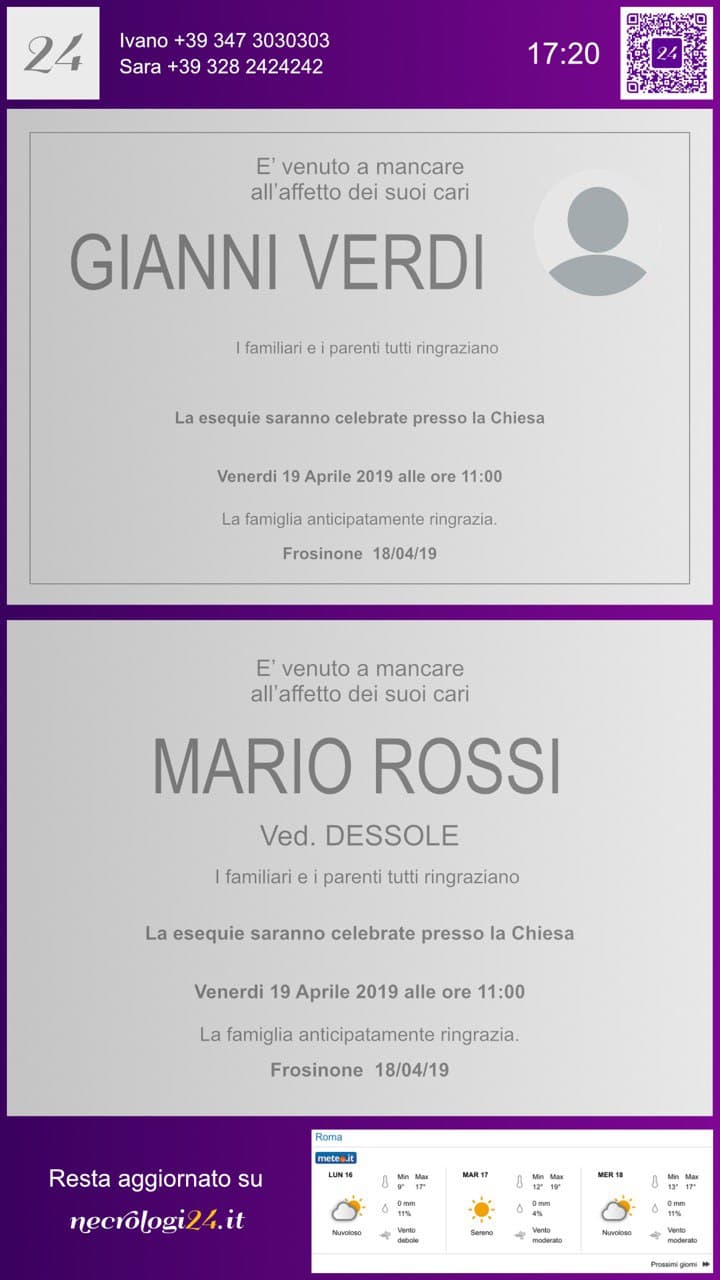 24
Ivano +39 347 3030303
Sara +39 328 2424242
17:20
24
E’ venuto a mancare
all’affetto dei suoi cari
GIANNI VERDI
I familiari e i parenti tutti ringraziano
La esequie saranno celebrate presso la Chiesa
Venerdi 19 Aprile 2019 alle ore 11:00
La famiglia anticipatamente ringrazia.
Frosinone 18/04/19
E’ venuto a mancare
all’affetto dei suoi cari
MARIO ROSSI
Ved. DESSOLE
I familiari e i parenti tutti ringraziano
La esequie saranno celebrate presso la Chiesa
Venerdi 19 Aprile 2019 alle ore 11:00
La famiglia anticipatamente ringrazia.
Frosinone 18/04/19
Resta aggiornato su
necrologi24.it
Roma
meteo.it
LUN 16
Min Max
9° 17°
0 mm
11%
Nuvoloso
Vento
debole
MAR 17
Min Max
12° 19°
0 mm
4%
Sereno
Vento
moderato
MER 18
Min Max
13° 17°
0 mm
11%
Nuvoloso
Vento
moderato
Prossimi giorni